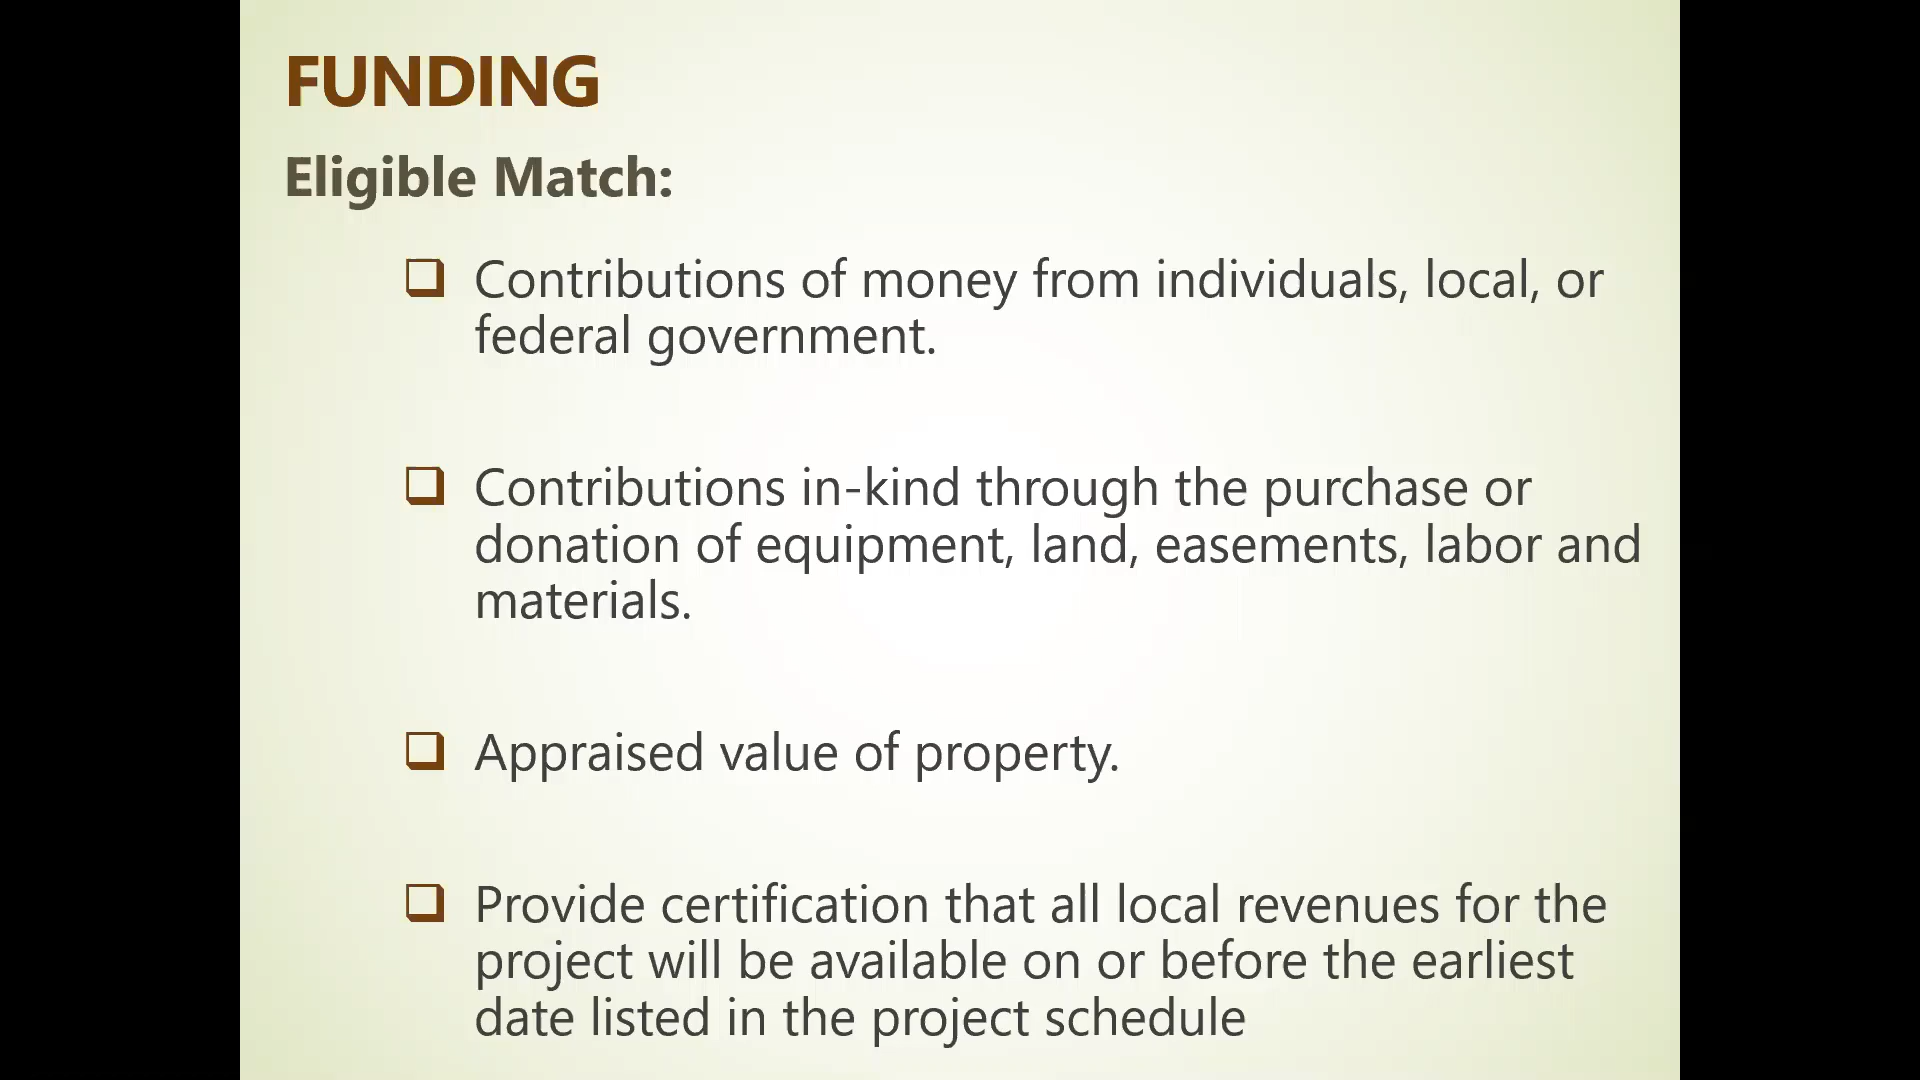 FUNDING
Eligible Match:
Contributions of money from individuals, local, or
federal government.
Contributions in-kind through the purchase or
donation of equipment, land, easements, labor and
materials.
Appraised value of property.
Provide certification that all local revenues for the
project will be available on or before the earliest
date listed in the project schedule